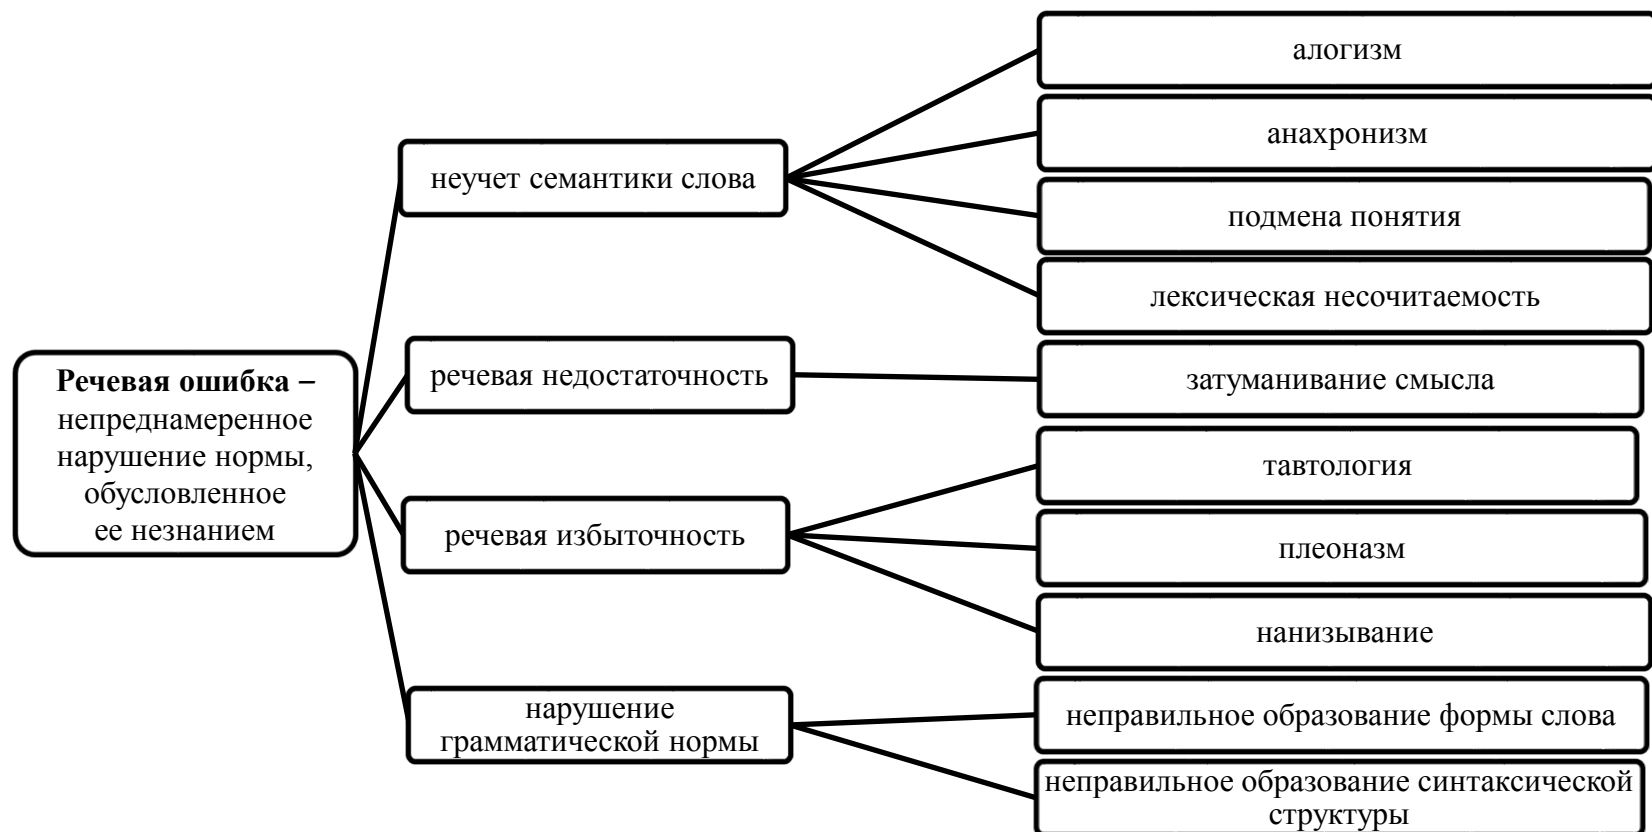 Речевая ошибка –
непреднамеренное
нарушение нормы,
обусловленное
ее незнанием
неучет семантики слова
алогизм
анахронизм
подмена понятия
лексическая несочитаемость
речевая недостаточность
затуманивание смысла
речевая избыточность
тавтология
плеоназм
нанизывание
нарушение
грамматической нормы
неправильное образование формы слова
неправильное образование синтаксической
структуры